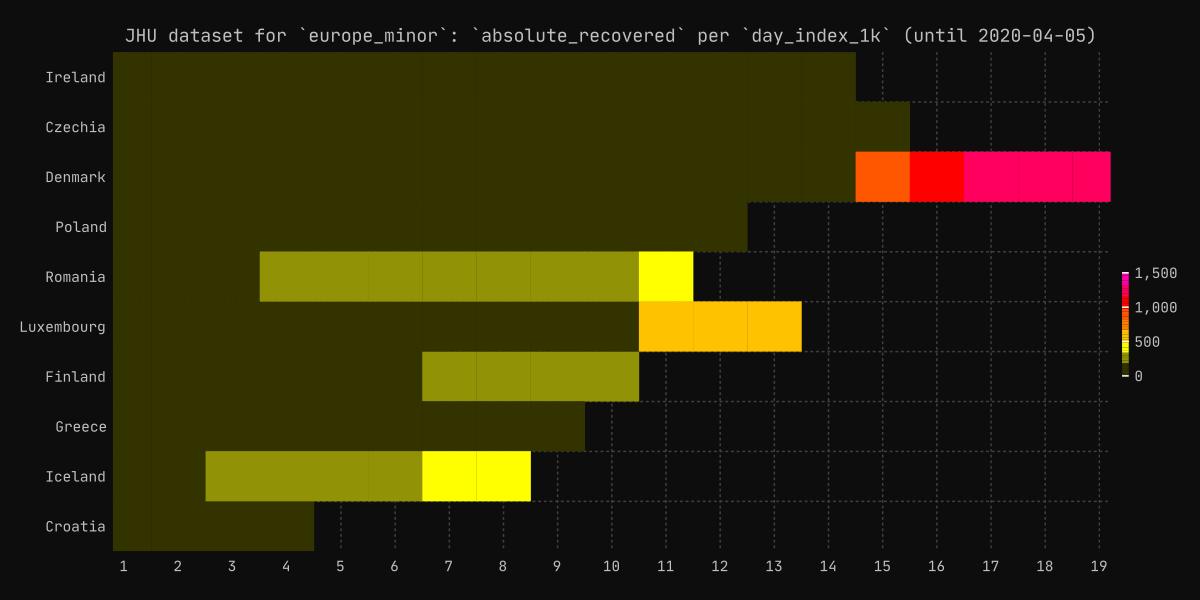 JHU dataset for `europe_minor`: `absolute_recovered` per `day_index_1k` (until 2020-04-05)
Ireland
Czechia
Denmark
Poland
Romania
Luxembourg
Finland
Greece
Iceland
Croatia
1 2 3 4 5 6 7 8 9 10 11 12 13 14 15 16 17 18 19
1,500
1,000
500
0